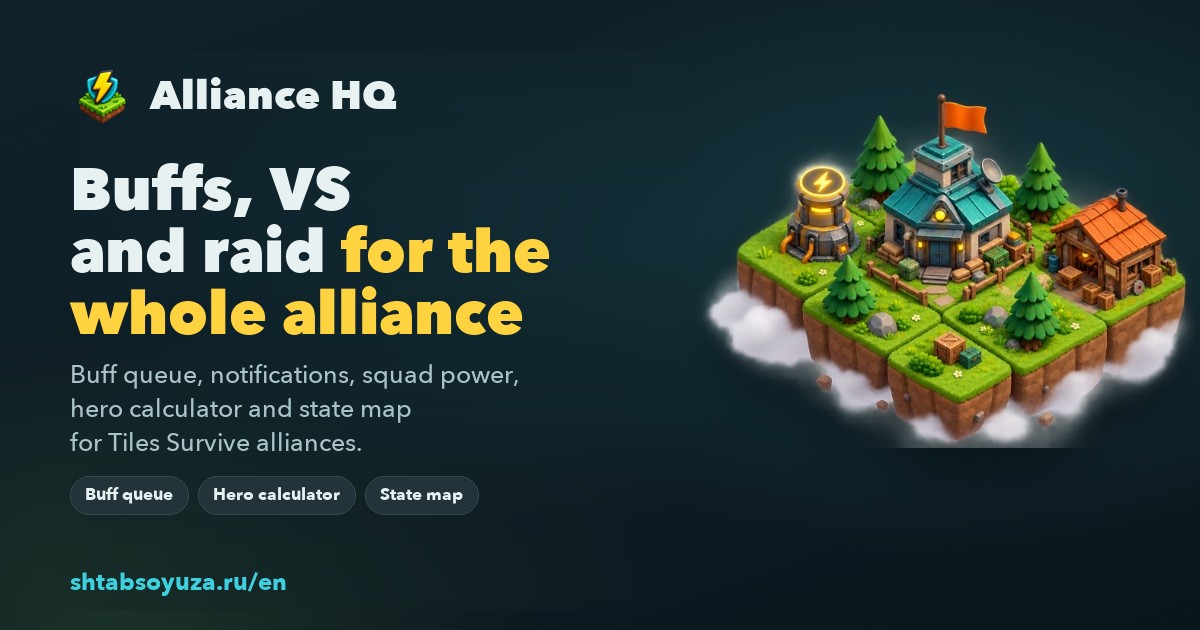 Alliance HQ
Buffs, VS
and raid for the
whole alliance
Buff queue, notifications, squad power,
hero calculator and state map
for Tiles Survive alliances.
Buff queue
Hero calculator
State map
shtabsoyuza.ru/en